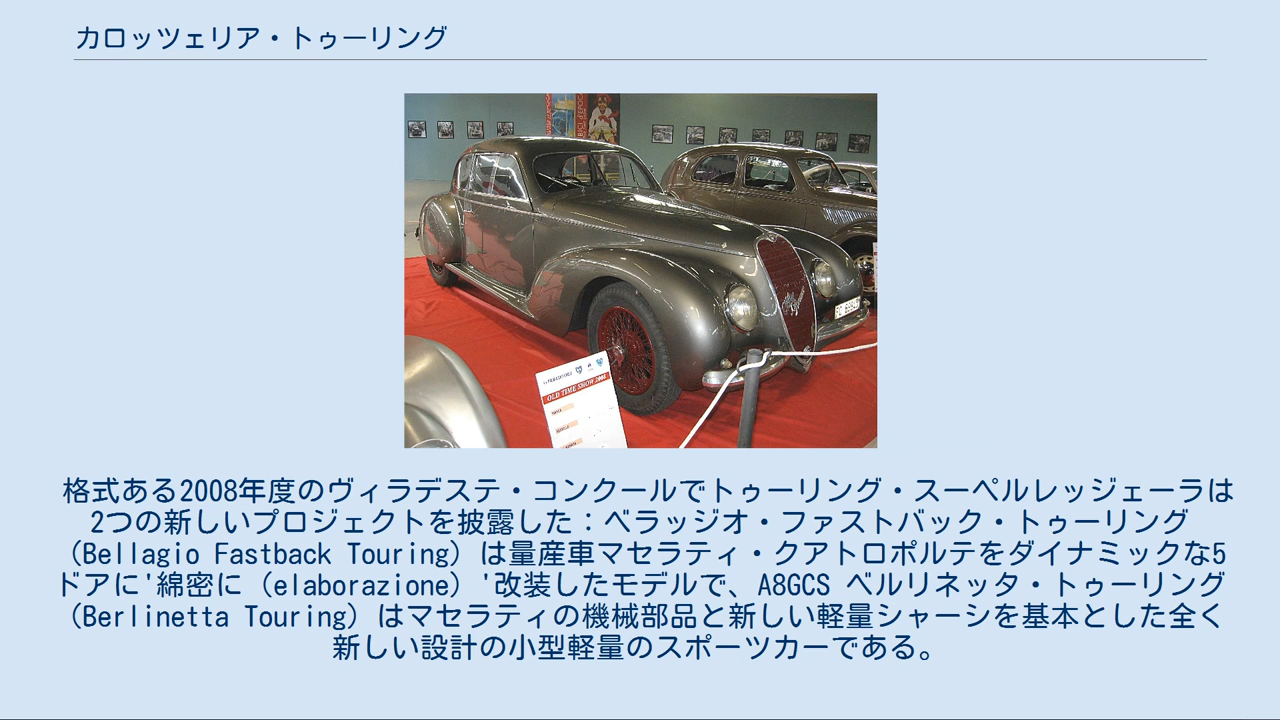 カロッツェリア・トゥーリング
BICI D'EPOCA
OLD TIME SHOW 2004
格式ある2008年度のヴィラデステ・コンクールでトゥーリング・スーペルレッジェーラは
2つの新しいプロジェクトを披露した：ベラッジオ・ファストバック・トゥーリング
（Bellagio Fastback Touring）は量産車マセラティ・クアトロポルテをダイナミックな5
ドアに'綿密に（elaborazione）'改装したモデルで、A8GCS ベルリネッタ・トゥーリング
（Berlinetta Touring）はマセラティの機械部品と新しい軽量シャーシを基本とした全く
新しい設計の小型軽量のスポーツカーである。